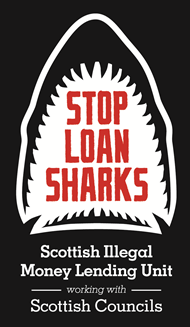 STOP
LOAN
SHARKS
Scottish Illegal
Money Lending Unit
working with
Scottish Councils